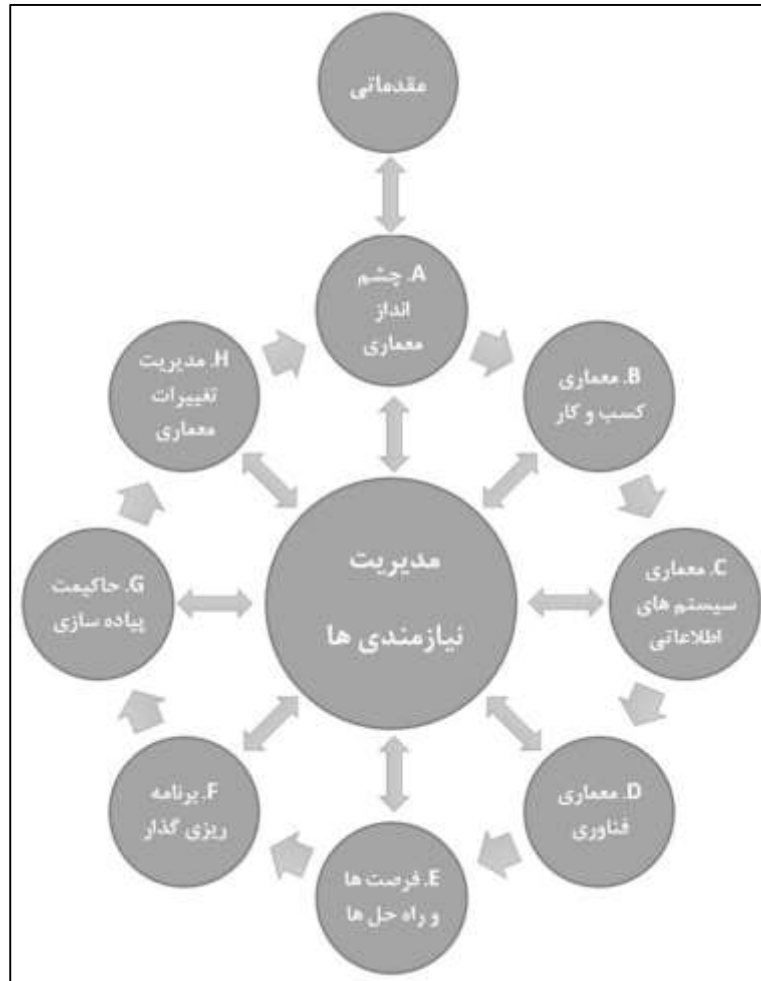 مقدماتی
A. چشم
انداز
معماری
B. معماری
کسب و کار
C. معماری
سیستم های
اطلاعاتی
D. معماری
فناوری
E. فرصت ها
و راه حل ها
F. برنامه
ریزی گذار
G. حاکیمت
پیاده سازی
H. مدیریت
تغییرات
معماری
مدیریت
نیازمندی ها